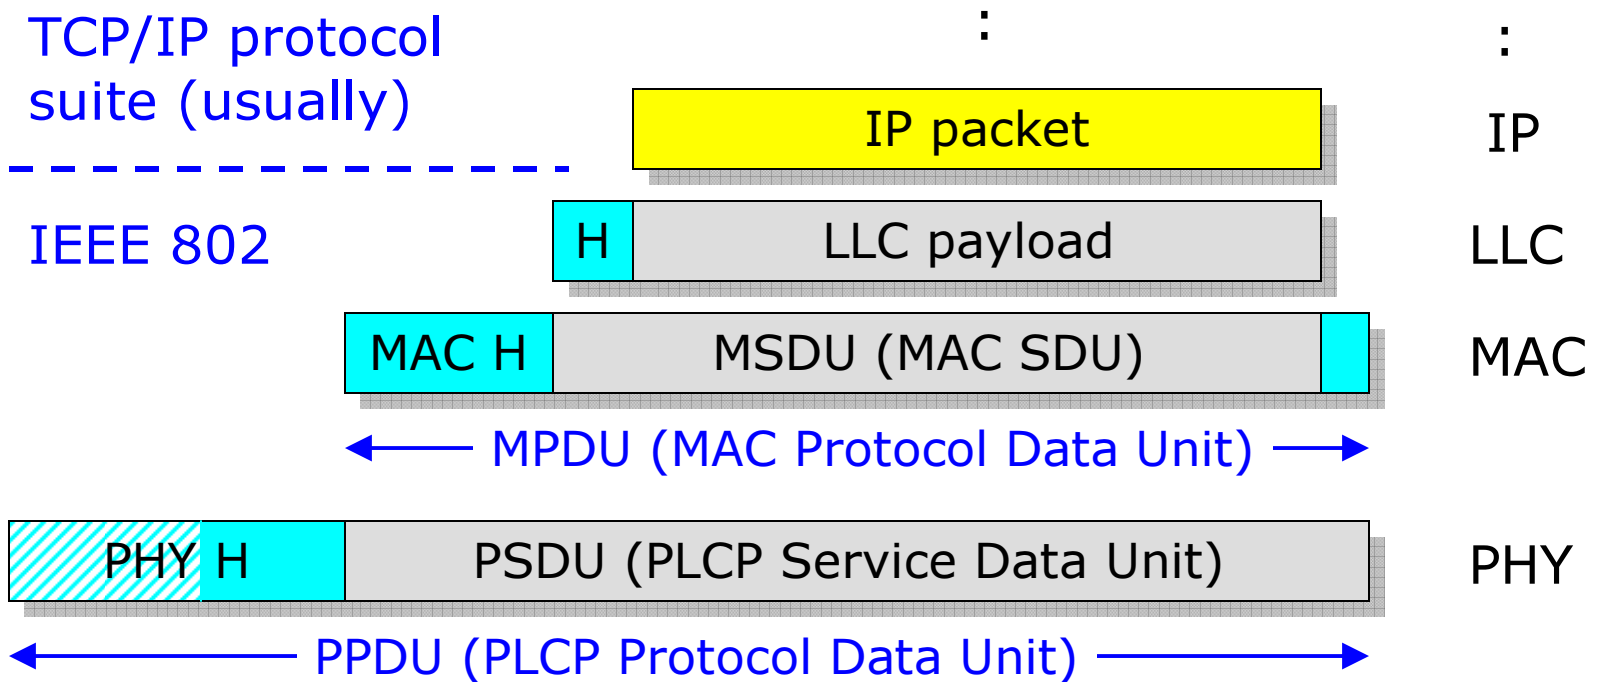 TCP/IP protocol
suite (usually)
:
:
IP packet
IP
IEEE 802
H
LLC payload
LLC
MAC H
MSDU (MAC SDU)
MAC
MPDU (MAC Protocol Data Unit)
PHY H
PSDU (PLCP Service Data Unit)
PHY
PPDU (PLCP Protocol Data Unit)